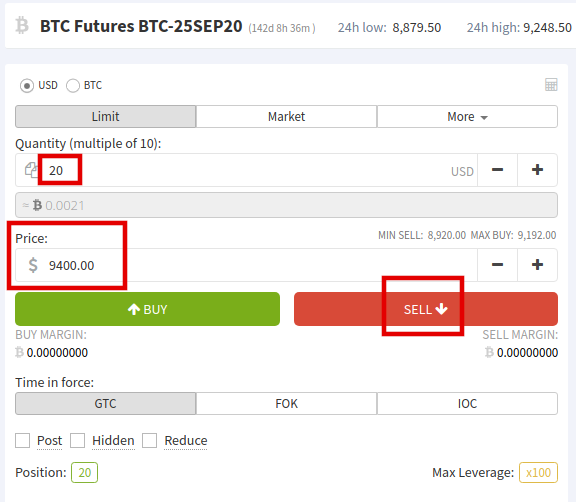 ₿ BTC Futures BTC-25SEP20 (142d 8h 36m ) 24h low: 8,879.50 24h high: 9,248.50
USD BTC
Limit Market More
Quantity (multiple of 10):
20 USD
≈ ₿ 0.0021
Price: MIN SELL: 8,920.00 MAX BUY: 9,192.00
$ 9400.00
BUY SELL
BUY MARGIN: SELL MARGIN:
₿ 0.00000000 ₿ 0.00000000
Time in force:
GTC FOK IOC
Post Hidden Reduce
Position: 20 Max Leverage: x100